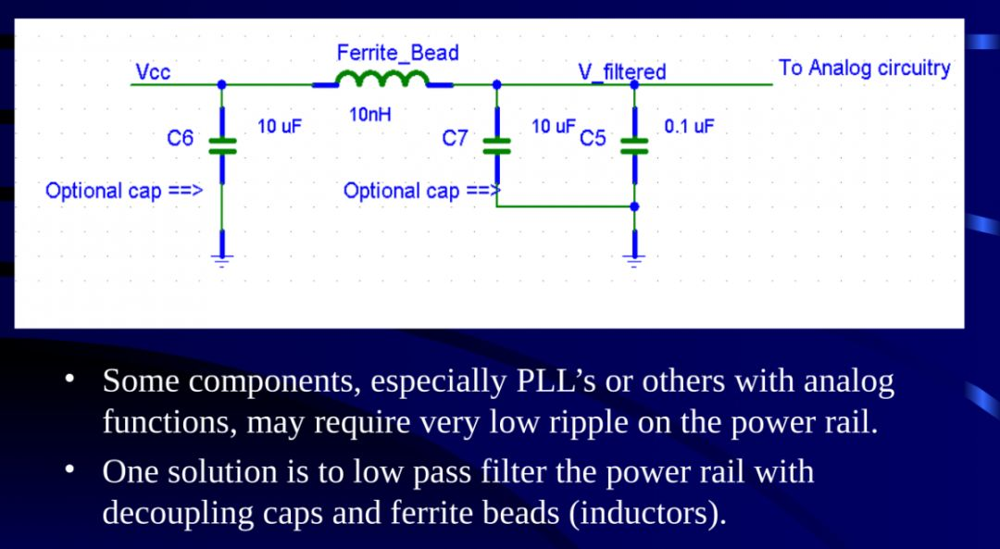 Ferrite_Bead
Vcc
V_filtered
To Analog circuitry
10nH
C6
10 uF
C7
10 uF
C5
0.1 uF
Optional cap ==>
Optional cap ==>
• Some components, especially PLL’s or others with analog
functions, may require very low ripple on the power rail.
• One solution is to low pass filter the power rail with
decoupling caps and ferrite beads (inductors).